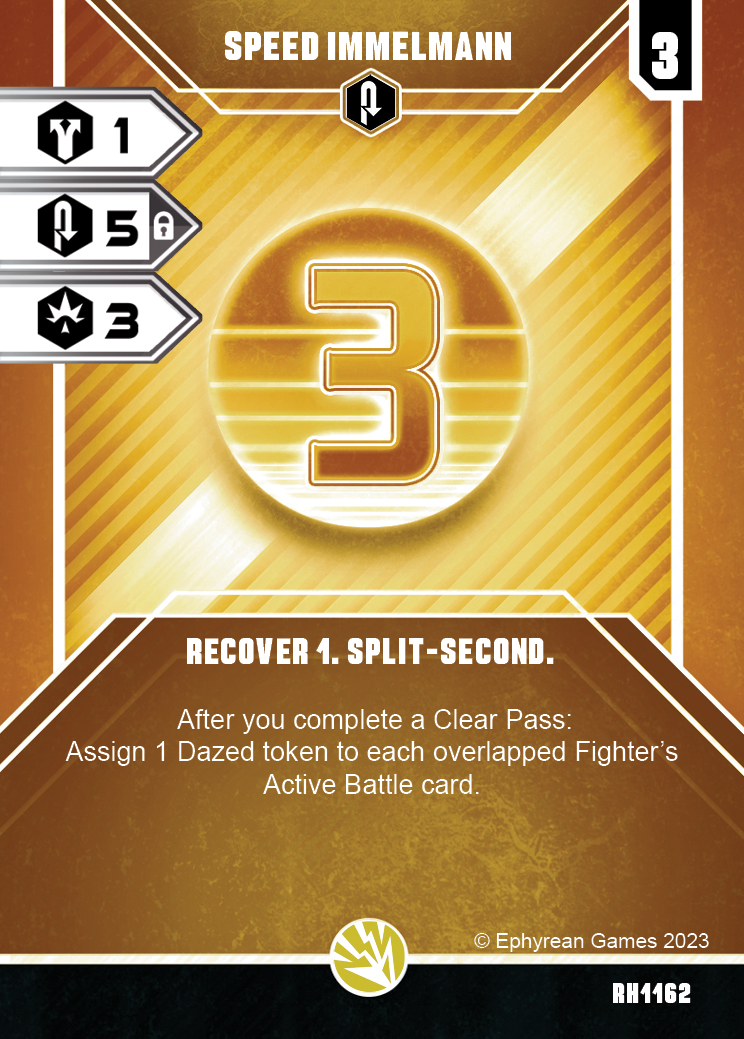 SPEED IMMELMANN
3
1
5
3
3
RECOVER 1. SPLIT-SECOND.
After you complete a Clear Pass:
Assign 1 Dazed token to each overlapped Fighter's
Active Battle card.
© Ephyrean Games 2023
RH1162